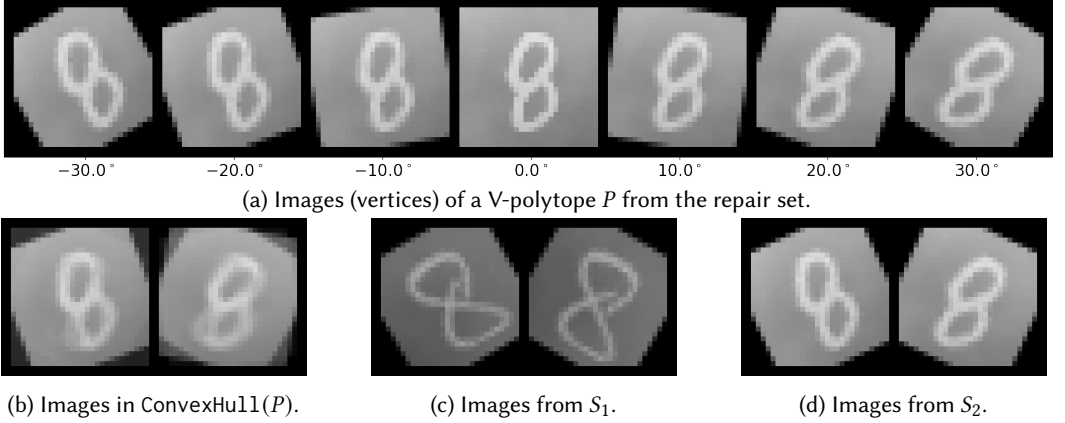 −30.0° −20.0° −10.0° 0.0° 10.0° 20.0° 30.0°
(a) Images (vertices) of a V-polytope P from the repair set.
(b) Images in ConvexHull(P). (c) Images from S₁. (d) Images from S₂.